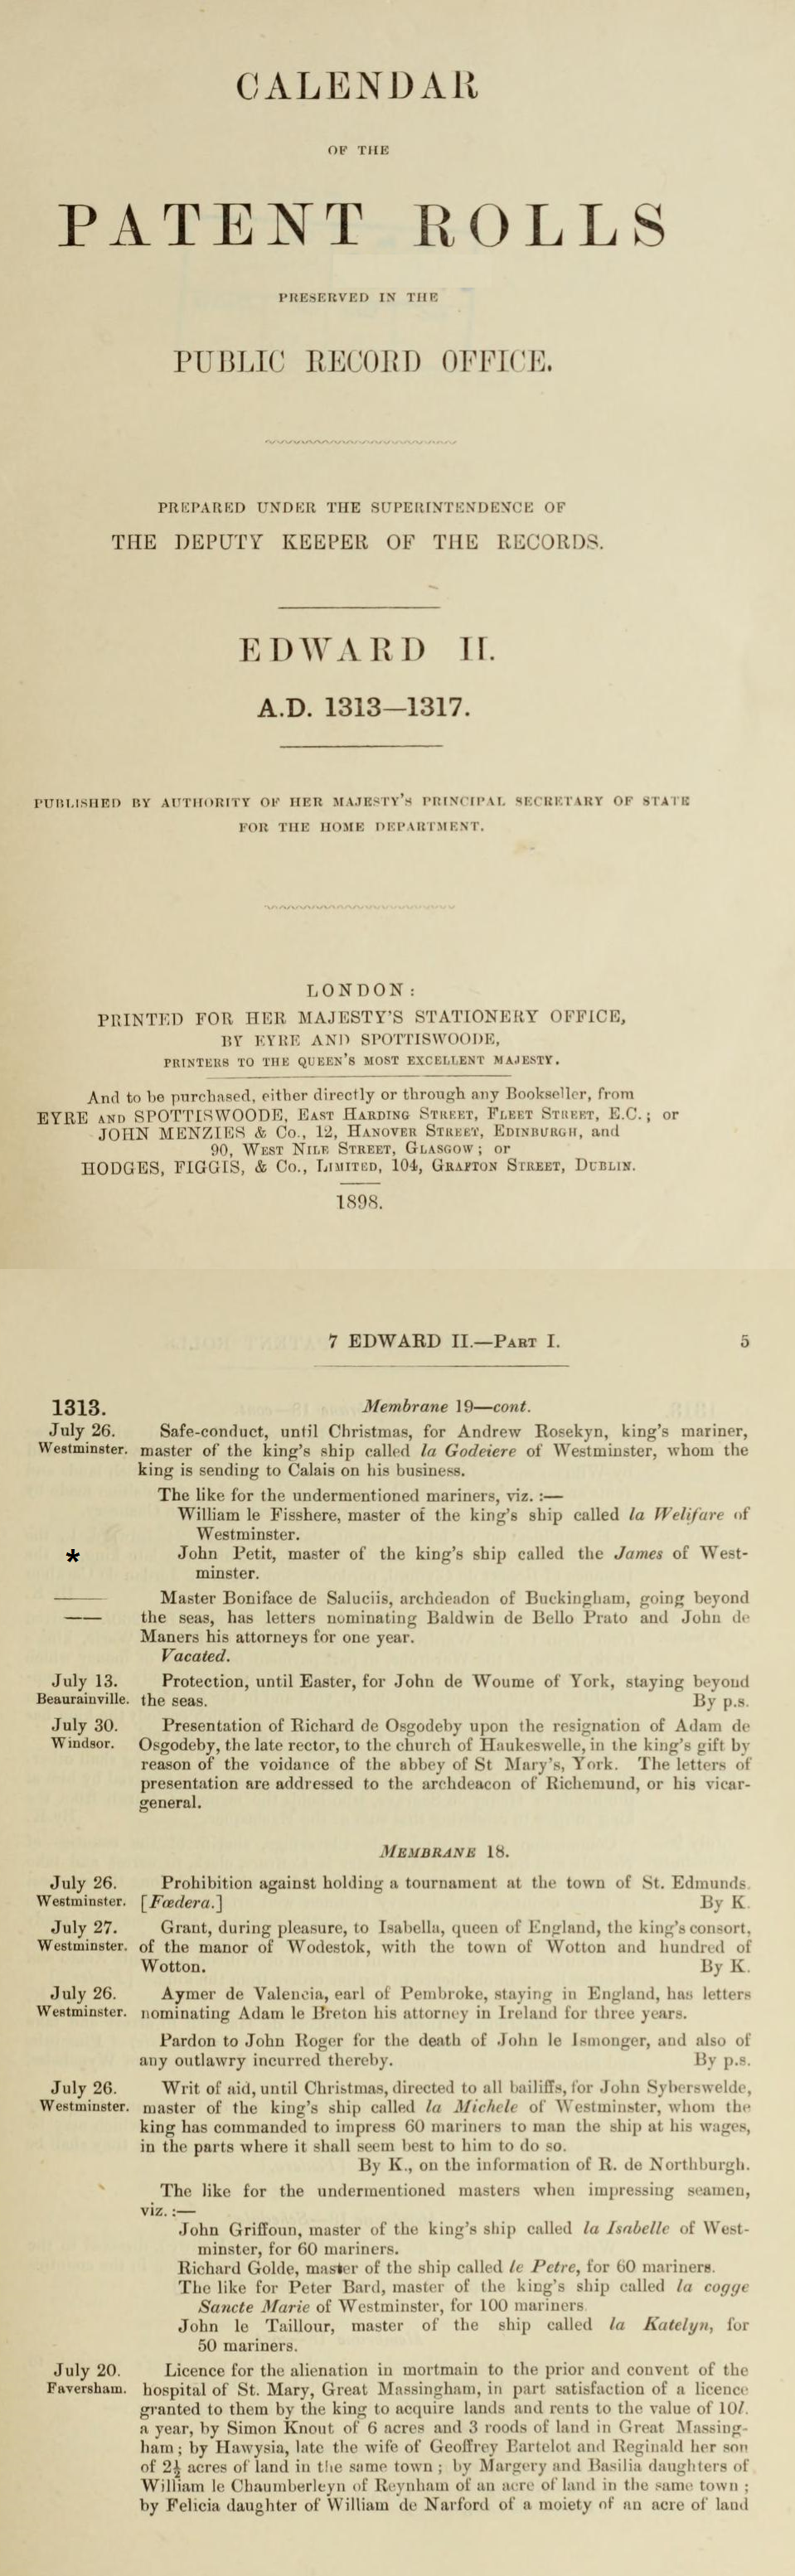 CALENDAR
OF THE
PATENT ROLLS
PRESERVED IN THE
PUBLIC RECORD OFFICE.
PREPARED UNDER THE SUPERINTENDENCE OF
THE DEPUTY KEEPER OF THE RECORDS.
EDWARD II.
A.D. 1313—1317.
PUBLISHED BY AUTHORITY OF HER MAJESTY'S PRINCIPAL SECRETARY OF STATE
FOR THE HOME DEPARTMENT.
LONDON:
PRINTED FOR HER MAJESTY'S STATIONERY OFFICE,
BY EYRE AND SPOTTISWOODE,
PRINTERS TO THE QUEEN'S MOST EXCELLENT MAJESTY.
And to be purchased, either directly or through any Bookseller, from
EYRE AND SPOTTISWOODE, EAST HARDING STREET, FLEET STREET, E.C.; or
JOHN MENZIES & Co., 12, HANOVER STREET, EDINBURGH, and
90, WEST NILE STREET, GLASGOW; or
HODGES, FIGGIS, & Co., LIMITED, 104, GRAFTON STREET, DUBLIN.
1898.
7 EDWARD II.—PART I. 5
1313. Membrane 19—cont.
July 26. Safe-conduct, until Christmas, for Andrew Rosekyn, king's mariner,
Westminster. master of the king's ship called la Godeiere of Westminster, whom the
king is sending to Calais on his business.
The like for the undermentioned mariners, viz. :—
William le Fisshere, master of the king's ship called la Welifare of
Westminster.
* John Petit, master of the king's ship called the James of West-
minster.
—— Master Boniface de Saluciis, archdeadon of Buckingham, going beyond
—— the seas, has letters nominating Baldwin de Bello Prato and John de
Maners his attorneys for one year.
Vacated.
July 13. Protection, until Easter, for John de Woume of York, staying beyond
Beaurainville. the seas. By p.s.
July 30. Presentation of Richard de Osgodeby upon the resignation of Adam de
Windsor. Osgodeby, the late rector, to the church of Haukeswelle, in the king's gift by
reason of the voidance of the abbey of St Mary's, York. The letters of
presentation are addressed to the archdeacon of Richemund, or his vicar-
general.
MEMBRANE 18.
July 26. Prohibition against holding a tournament at the town of St. Edmunds.
Westminster. [Fœdera.] By K.
July 27. Grant, during pleasure, to Isabella, queen of England, the king's consort,
Westminster. of the manor of Wodestok, with the town of Wotton and hundred of
Wotton. By K.
July 26. Aymer de Valencia, earl of Pembroke, staying in England, has letters
Westminster. nominating Adam le Breton his attorney in Ireland for three years.
Pardon to John Roger for the death of John le Ismonger, and also of
any outlawry incurred thereby. By p.s.
July 26. Writ of aid, until Christmas, directed to all bailiffs, for John Syberswelde,
Westminster. master of the king's ship called la Michele of Westminster, whom the
king has commanded to impress 60 mariners to man the ship at his wages,
in the parts where it shall seem best to him to do so.
By K., on the information of R. de Northburgh.
The like for the undermentioned masters when impressing seamen,
viz. :—
John Griffoun, master of the king's ship called la Isabelle of West-
minster, for 60 mariners.
Richard Golde, master of the ship called le Petre, for 60 mariners.
The like for Peter Bard, master of the king's ship called la cogge
Sancte Marie of Westminster, for 100 mariners
John le Taillour, master of the ship called la Katelyn, for
50 mariners.
July 20. Licence for the alienation in mortmain to the prior and convent of the
Faversham. hospital of St. Mary, Great Massingham, in part satisfaction of a licence
granted to them by the king to acquire lands and rents to the value of 10l.
a year, by Simon Knout of 6 acres and 3 roods of land in Great Massing-
ham; by Hawysia, late the wife of Geoffrey Bartelot and Reginald her son
of 2½ acres of land in the same town; by Margery and Basilia daughters of
William le Chaumberleyn of Reynham of an acre of land in the same town;
by Felicia daughter of William de Narford of a moiety of an acre of land